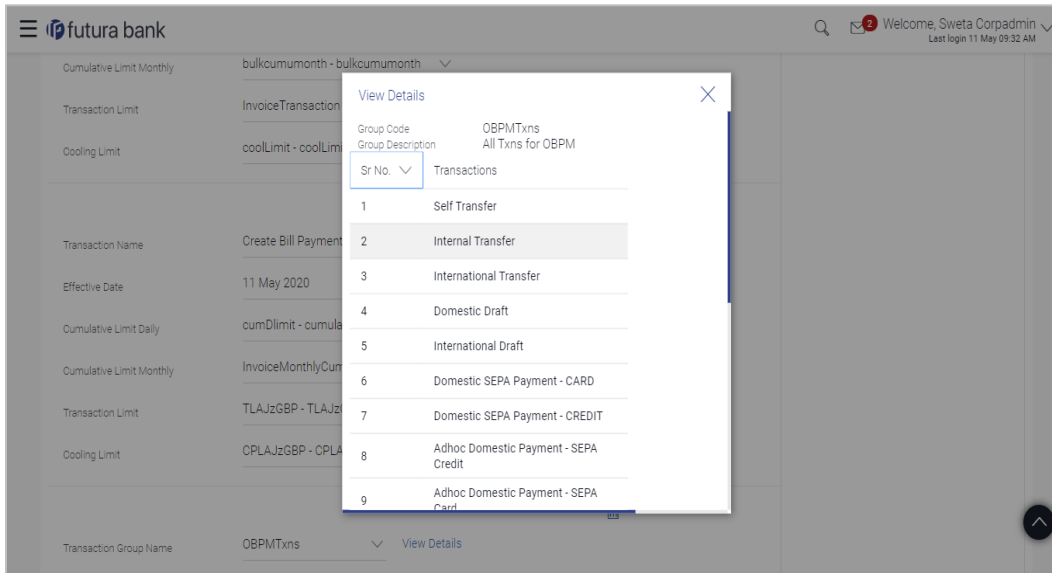 futura bank
2
Welcome, Sweta Corpadmin
Last login 11 May 09:32 AM
Cumulative Limit Monthly
bulkcumumonth - bulkcumumonth
Transaction Limit
InvoiceTransaction
Cooling Limit
coolLimit - coolLimi
Transaction Name
Create Bill Payment
Effective Date
11 May 2020
Cumulative Limit Daily
cumDlimit - cumula
Cumulative Limit Monthly
InvoiceMonthlyCum
Transaction Limit
TLAJzGBP - TLAJz
Cooling Limit
CPLAJzGBP - CPLA
Transaction Group Name
OBPMTxns
View Details
View Details
Group Code OBPMTxns
Group Description All Txns for OBPM
Sr No. Transactions
1 Self Transfer
2 Internal Transfer
3 International Transfer
4 Domestic Draft
5 International Draft
6 Domestic SEPA Payment - CARD
7 Domestic SEPA Payment - CREDIT
8 Adhoc Domestic Payment - SEPA
Credit
9 Adhoc Domestic Payment - SEPA
Card